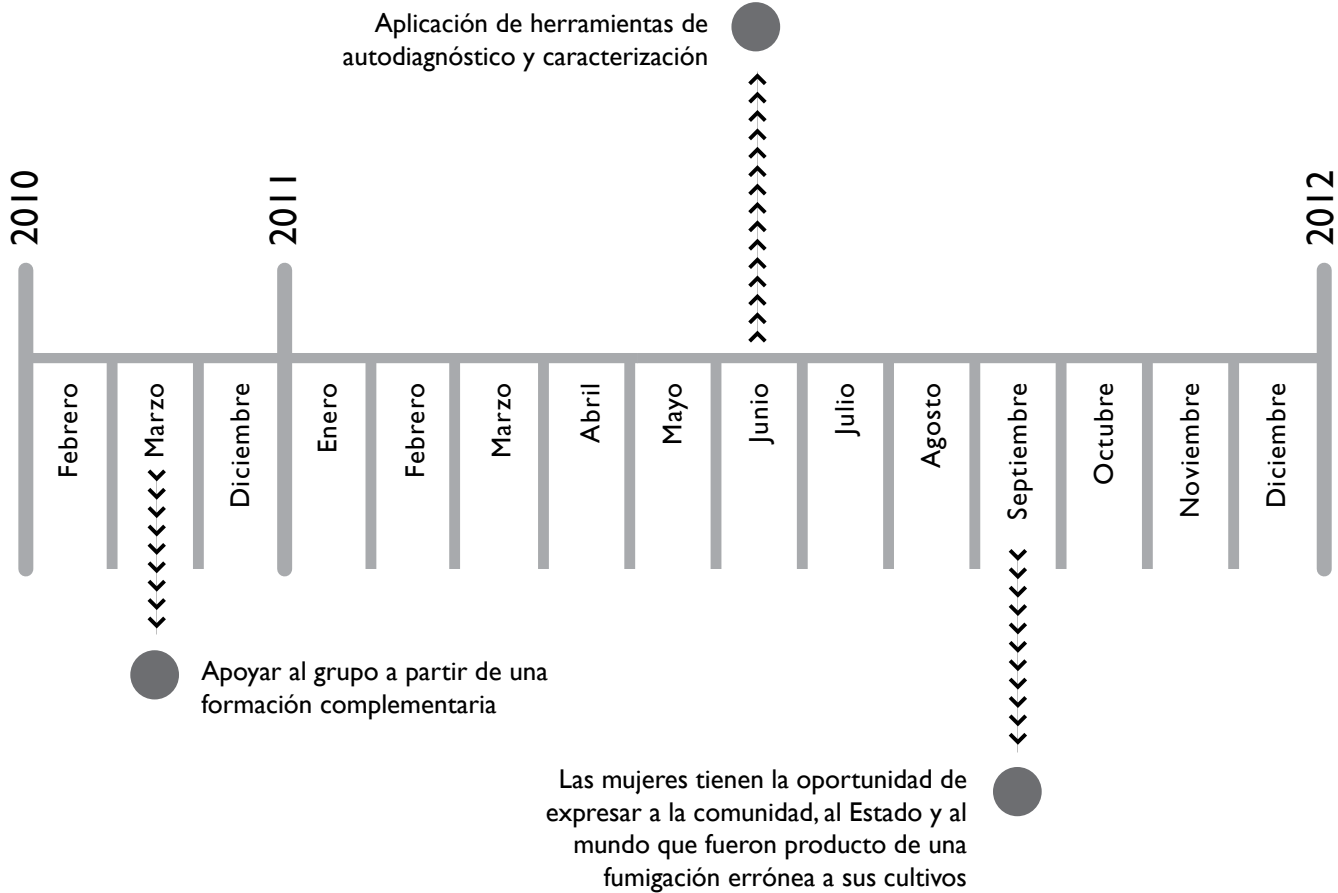 Aplicación de herramientas de
autodiagnóstico y caracterización
2010
2011
2012
Febrero
Marzo
Diciembre
Enero
Febrero
Marzo
Abril
Mayo
Junio
Julio
Agosto
Septiembre
Octubre
Noviembre
Diciembre
Apoyar al grupo a partir de una
formación complementaria
Las mujeres tienen la oportunidad de
expresar a la comunidad, al Estado y al
mundo que fueron producto de una
fumigación errónea a sus cultivos